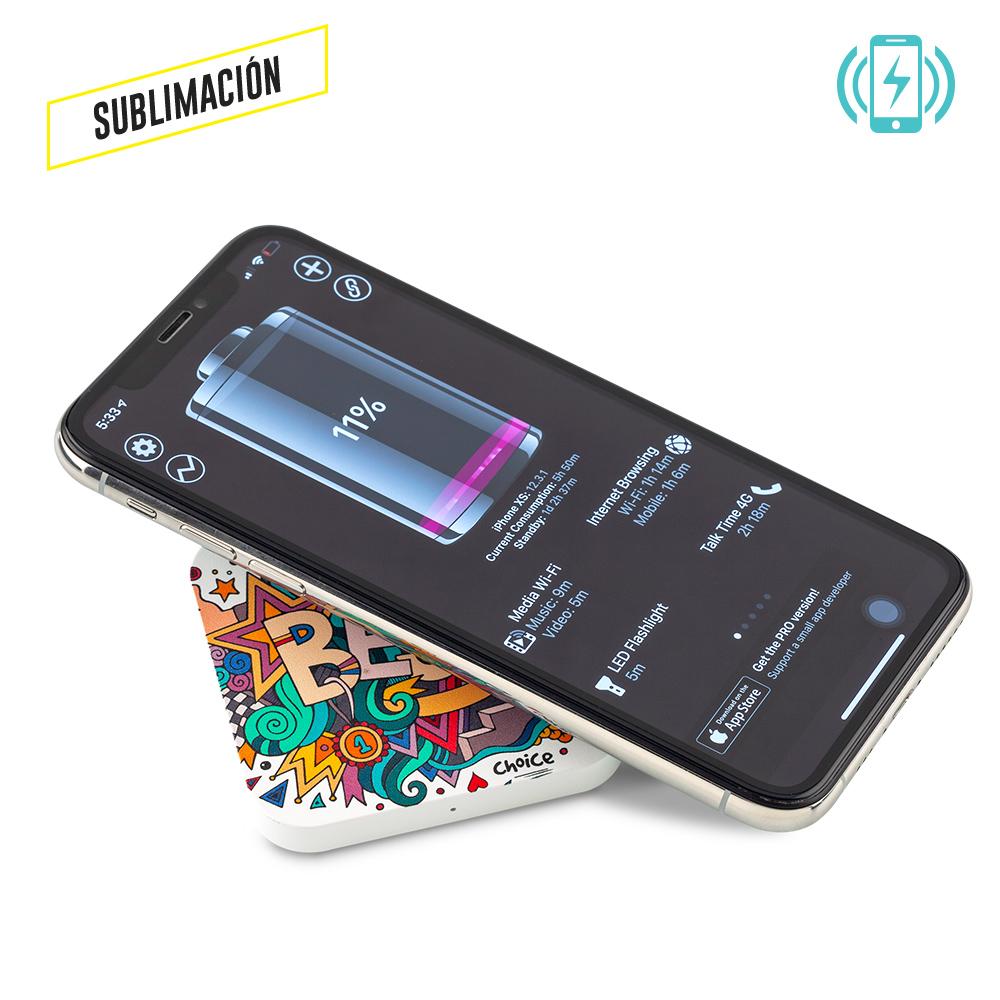 SUBLIMACIÓN
5:33
11%
iPhone XS: 12.3.1
Current Consumption: 5h 50m
Standby: 1d 2h 37m
Internet Browsing
Wi-Fi: 1h 14m
Mobile: 1h 6m
Talk Time 4G
2h 18m
Media Wi-Fi
Music: 9m
Video: 5m
LED Flashlight
5m
Get the PRO version!
Support a small app developer
Download on the
App Store
1
Choice